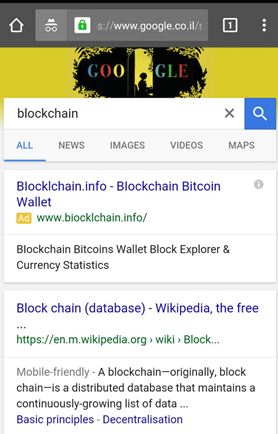 s://www.google.co.il/s
1
GOO GLE
blockchain
ALL NEWS IMAGES VIDEOS MAPS
Blocklchain.info - Blockchain Bitcoin
Wallet
Ad www.biocklchain.info/
Blockchain Bitcoins Wallet Block Explorer &
Currency Statistics
Block chain (database) - Wikipedia, the free
...
https://en.m.wikipedia.org › wiki › Block...
Mobile-friendly - A blockchain—originally, block
chain—is a distributed database that maintains a
continuously-growing list of data ...
Basic principles - Decentralisation